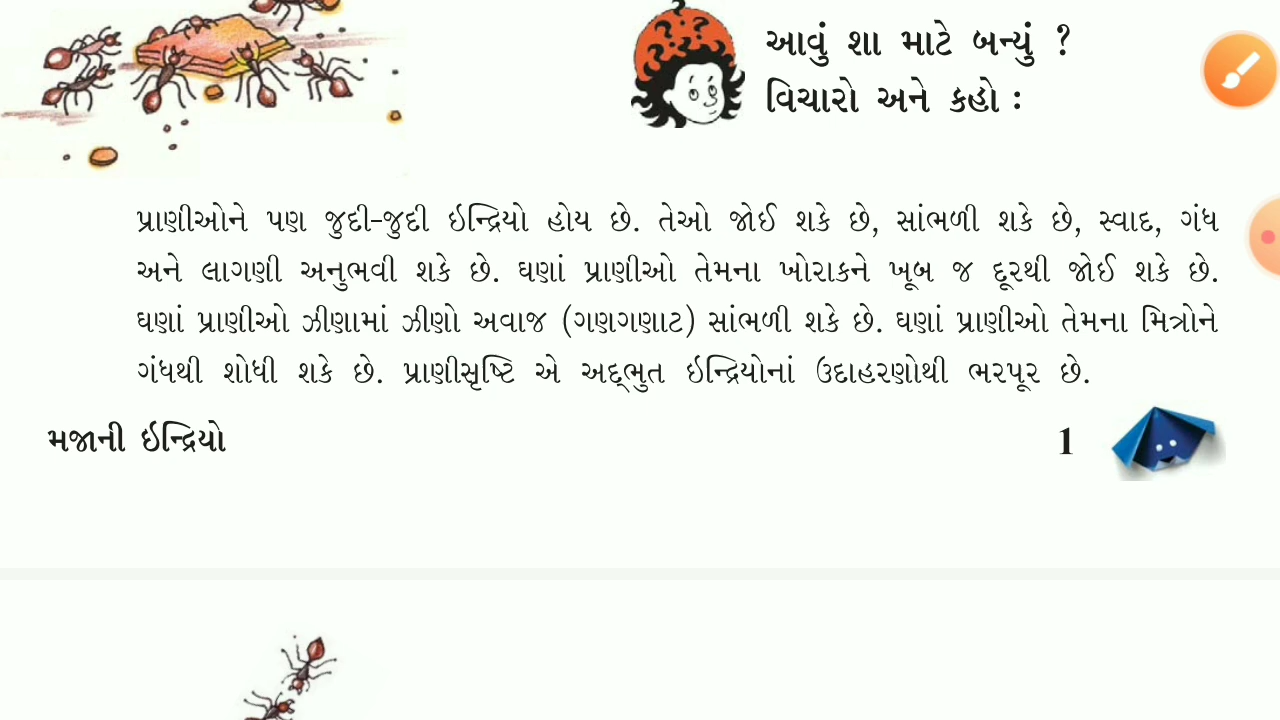 આવું શા માટે બન્યું ?
વિચારો અને કહો :
પ્રાણીઓને પણ જુદી-જુદી ઇન્દ્રિયો હોય છે. તેઓ જોઈ શકે છે, સાંભળી શકે છે, સ્વાદ, ગંધ
અને લાગણી અનુભવી શકે છે. ઘણાં પ્રાણીઓ તેમના ખોરાકને ખૂબ જ દૂરથી જોઈ શકે છે.
ઘણાં પ્રાણીઓ ઝીણામાં ઝીણો અવાજ (ગણગણાટ) સાંભળી શકે છે. ઘણાં પ્રાણીઓ તેમના મિત્રોને
ગંધથી શોધી શકે છે. પ્રાણીસૃષ્ટિ એ અદ્ભુત ઇન્દ્રિયોનાં ઉદાહરણોથી ભરપૂર છે.
મજાની ઇન્દ્રિયો 1